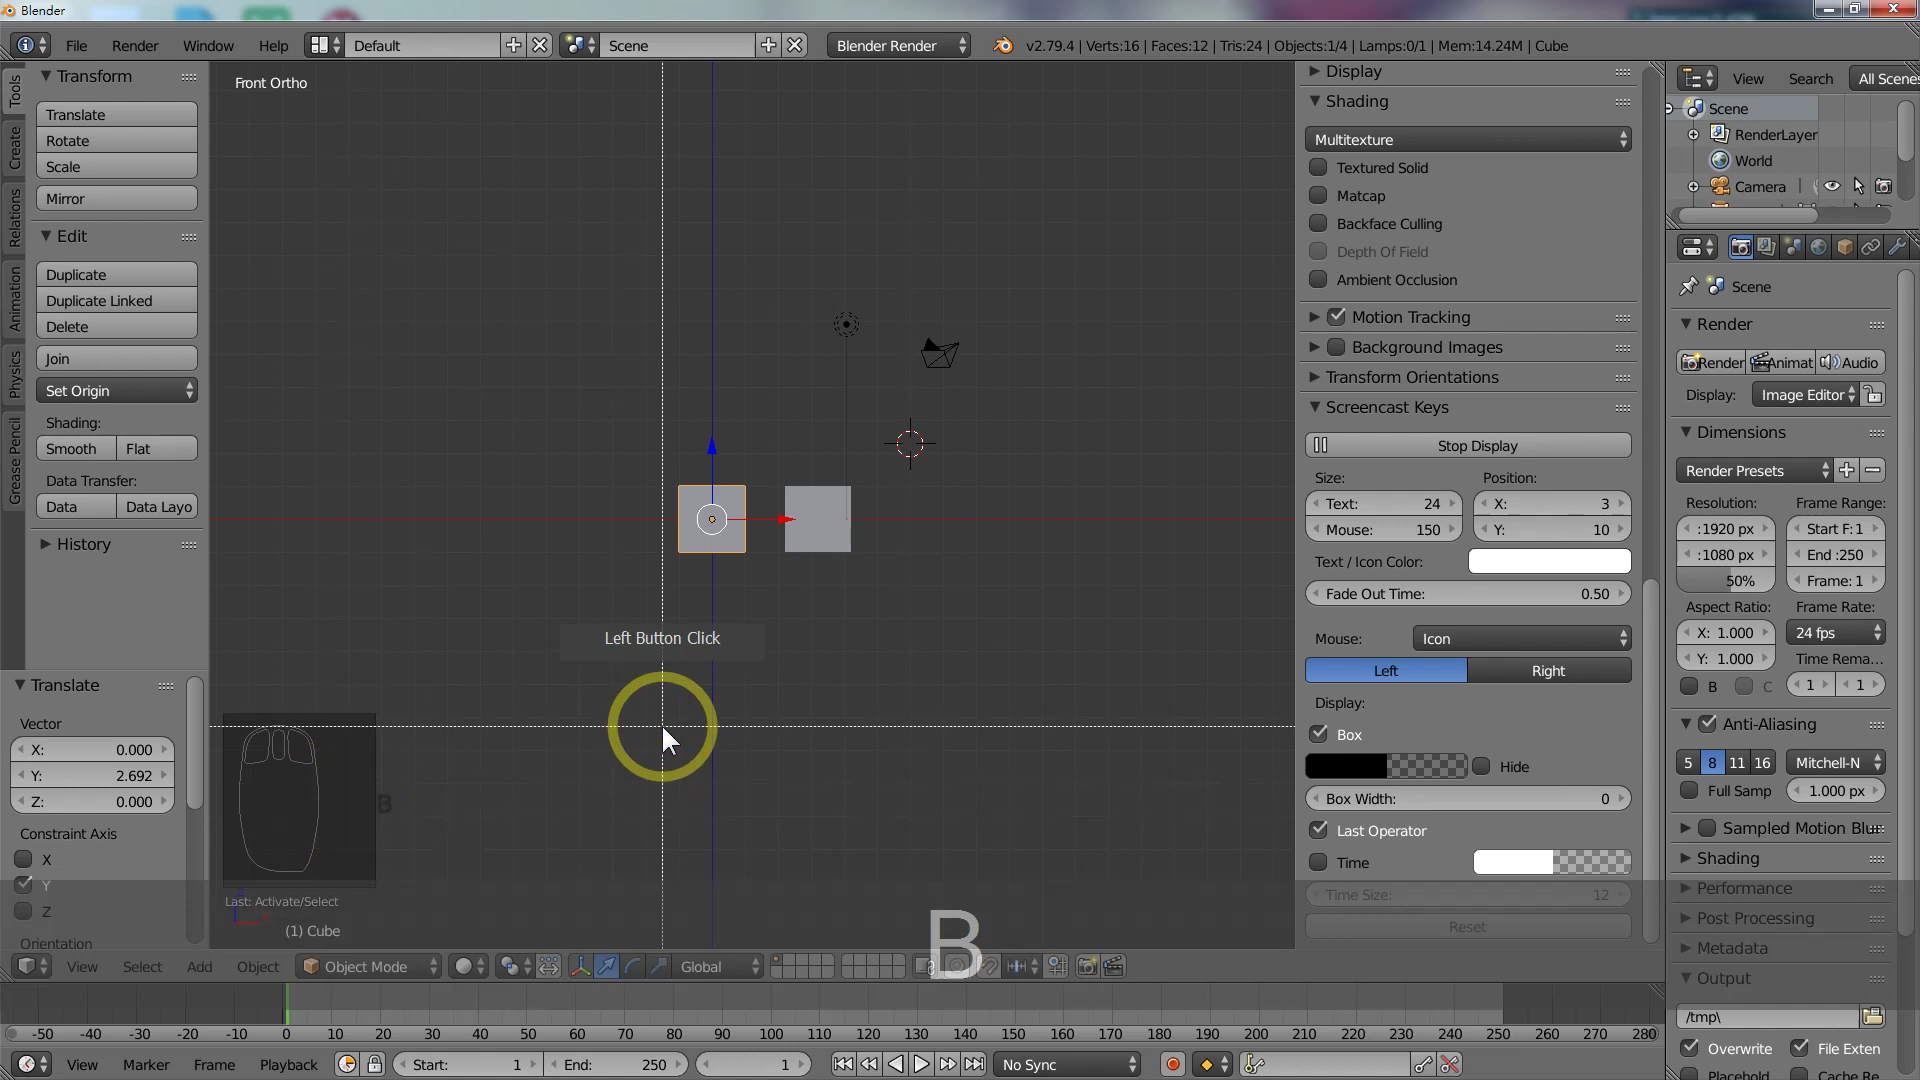 Blender
File Render Window Help Default Scene Blender Render v2.79.4 | Verts:16 | Faces:12 | Tris:24 | Objects:1/4 | Lamps:0/1 | Mem:14.24M | Cube
Tools
Create
Relations
Animation
Physics
Grease Pencil
Transform
Translate
Rotate
Scale
Mirror
Edit
Duplicate
Duplicate Linked
Delete
Join
Set Origin
Shading:
Smooth Flat
Data Transfer:
Data Data Layo
History
Translate
Vector
X: 0.000
Y: 2.692
Z: 0.000
Constraint Axis
X
Y
Z
Orientation
Front Ortho
Left Button Click
B
Last: Activate/Select
(1) Cube
B
View Select Add Object Object Mode Global
Display
Shading
Multitexture
Textured Solid
Matcap
Backface Culling
Depth Of Field
Ambient Occlusion
Motion Tracking
Background Images
Transform Orientations
Screencast Keys
Stop Display
Size: Position:
Text: 24 X: 3
Mouse: 150 Y: 10
Text / Icon Color:
Fade Out Time: 0.50
Mouse: Icon
Left Right
Display:
Box
Hide
Box Width: 0
Last Operator
Time
Time Size: 12
Reset
View Search All Scenes
Scene
RenderLayer
World
Camera
Scene
Render
Render Animat Audio
Display: Image Editor
Dimensions
Render Presets
Resolution: Frame Range:
:1920 px Start F: 1
:1080 px End :250
50% Frame: 1
Aspect Ratio: Frame Rate:
X: 1.000 24 fps
Y: 1.000 Time Rema...
B C 1 1
Anti-Aliasing
5 8 11 16 Mitchell-N
Full Samp 1.000 px
Sampled Motion Blu
Shading
Performance
Post Processing
Metadata
Output
/tmp\
Overwrite File Exten
Placehold Cache Re
-50 -40 -30 -20 -10 0 10 20 30 40 50 60 70 80 90 100 110 120 130 140 150 160 170 180 190 200 210 220 230 240 250 260 270 280
View Marker Frame Playback Start: 1 End: 250 1 No Sync